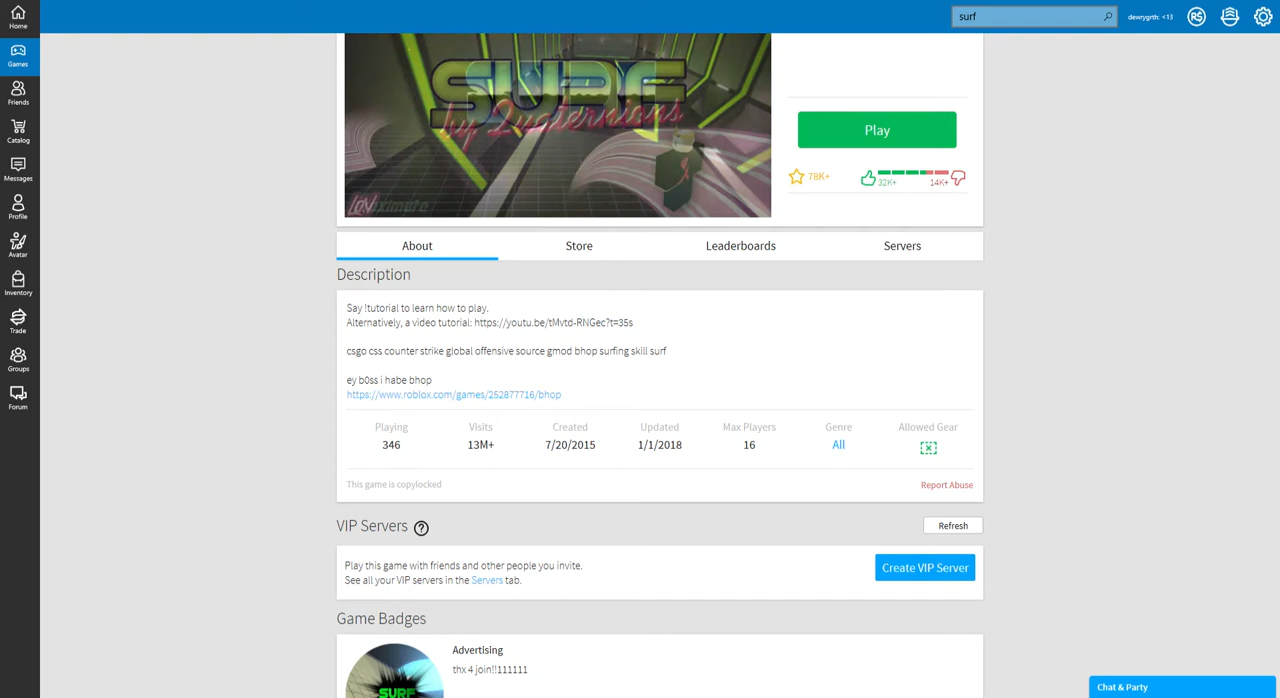 Home
surf
dewrygrth: <13
R$
Games
Friends
Catalog
Messages
Profile
Avatar
Inventory
Trade
Groups
Forum
SURF
by Quaternions
Play
78K+
32K+
14K+
About
Store
Leaderboards
Servers
Description
Say !tutorial to learn how to play.
Alternatively, a video tutorial: https://youtu.be/tMvtd-RNGec?t=35s
csgo css counter strike global offensive source gmod bhop surfing skill surf
ey b0ss i habe bhop
https://www.roblox.com/games/252877716/bhop
Playing
Visits
Created
Updated
Max Players
Genre
Allowed Gear
346
13M+
7/20/2015
1/1/2018
16
All
This game is copylocked
Report Abuse
VIP Servers ?
Refresh
Play this game with friends and other people you invite.
See all your VIP servers in the Servers tab.
Create VIP Server
Game Badges
Advertising
thx 4 join!!111111
SURF
Chat & Party